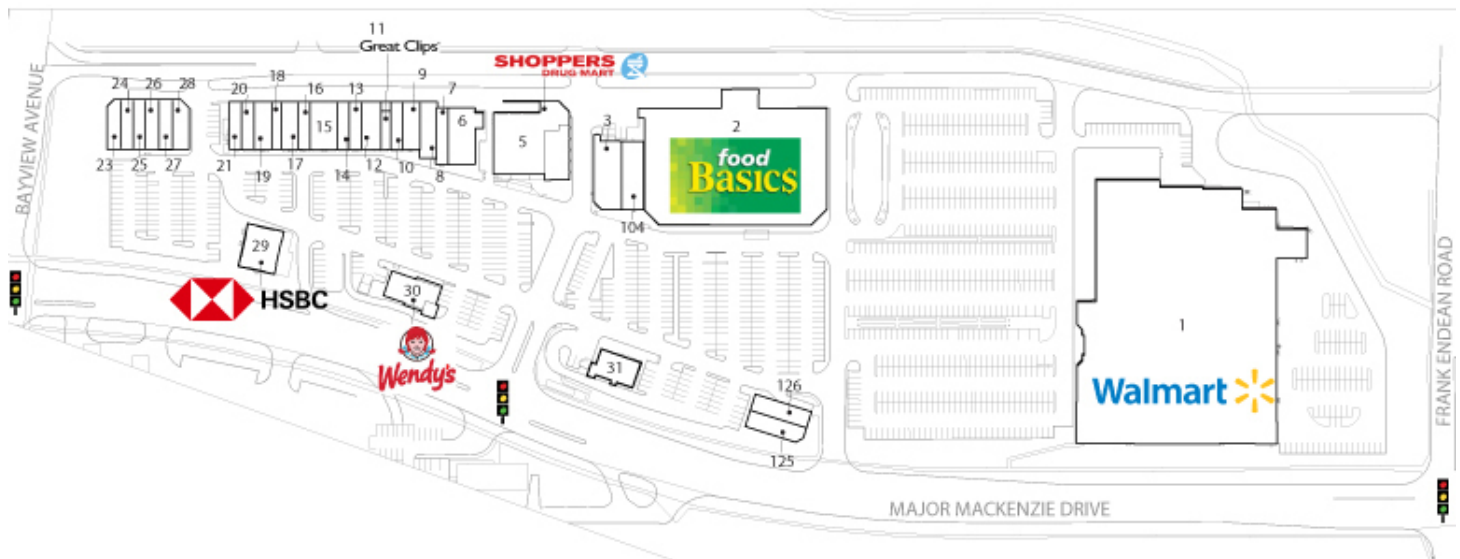 11
Great Clips
SHOPPERS
DRUG MART
24
26
28
18
20
16
13
9
7
6
15
5
3
2
food
BASICS
23
25
27
21
19
17
14
12
10
8
104
BAYVIEW AVENUE
29
HSBC
30
Wendy's
31
126
125
1
Walmart
FRANK ENDEAN ROAD
MAJOR MACKENZIE DRIVE